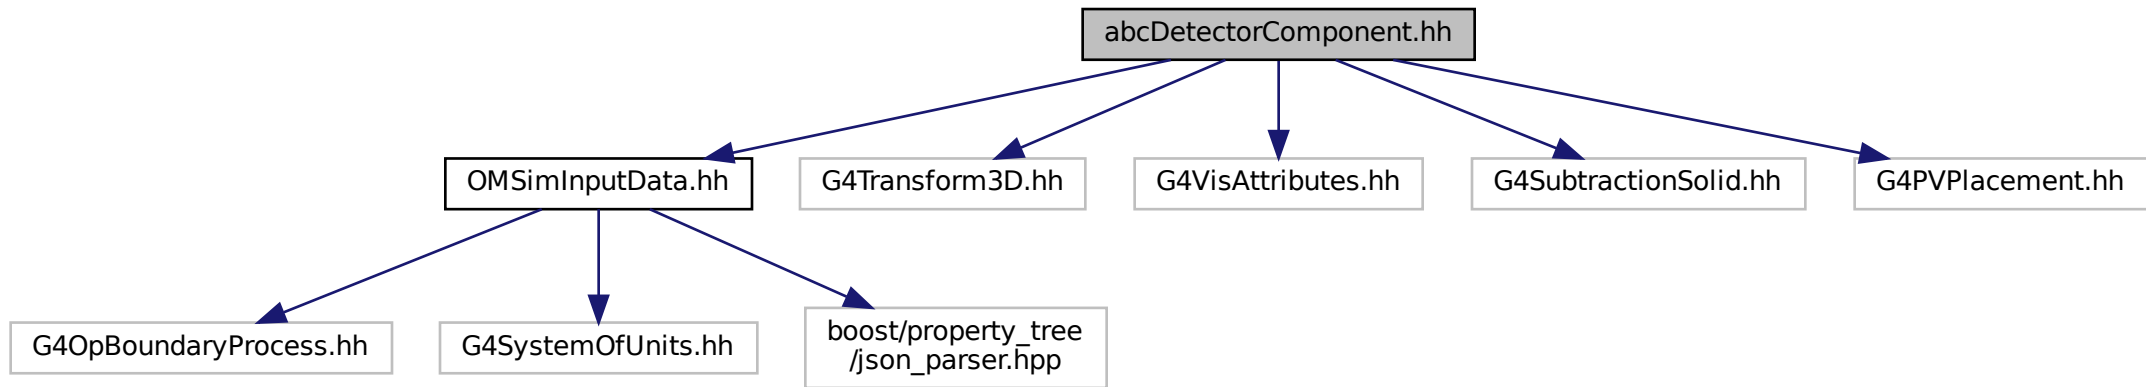 abcDetectorComponent.hh
OMSimInputData.hh
G4Transform3D.hh
G4VisAttributes.hh
G4SubtractionSolid.hh
G4PVPlacement.hh
G4OpBoundaryProcess.hh
G4SystemOfUnits.hh
boost/property_tree
/json_parser.hpp